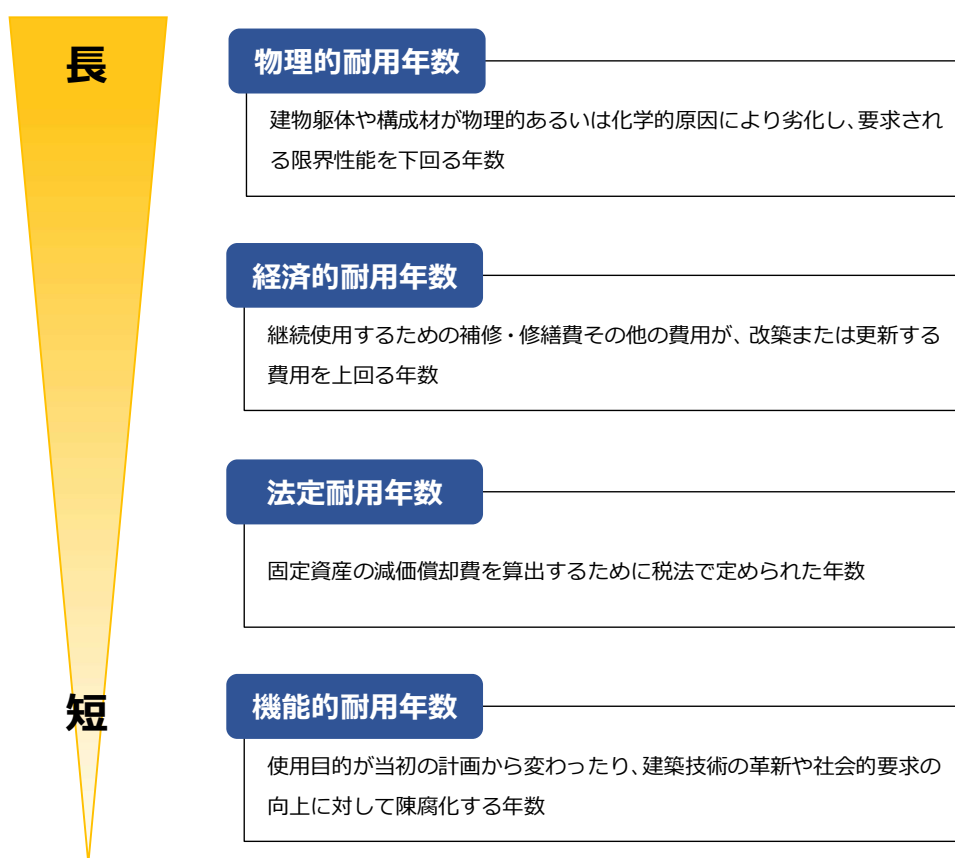 長
物理的耐用年数
建物躯体や構成材が物理的あるいは化学的原因により劣化し、要求され
る限界性能を下回る年数
経済的耐用年数
継続使用するための補修・修繕費その他の費用が、改築または更新する
費用を上回る年数
法定耐用年数
固定資産の減価償却費を算出するために税法で定められた年数
短
機能的耐用年数
使用目的が当初の計画から変わったり、建築技術の革新や社会的要求の
向上に対して陳腐化する年数